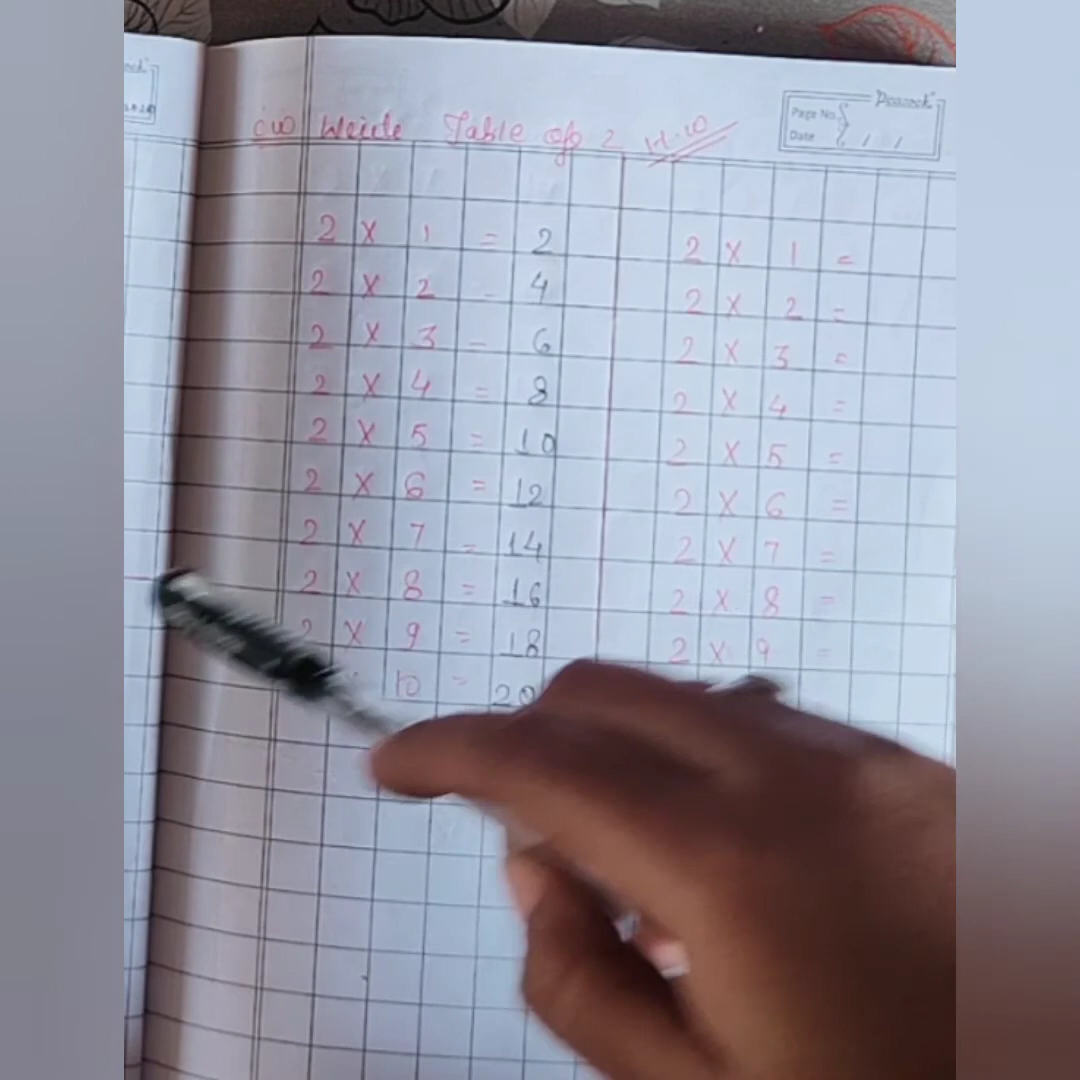 Peacock
Page No.
Date / /
cw Write Table of 2 H.W
2 X 1 = 2
2 X 2 = 4
2 X 3 = 6
2 X 4 = 8
2 X 5 = 10
2 X 6 = 12
2 X 7 = 14
2 X 8 = 16
2 X 9 = 18
10 = 20
2 X 1 =
2 X 2 =
2 X 3 =
2 X 4 =
2 X 5 =
2 X 6 =
2 X 7 =
2 X 8 =
2 X 9 =